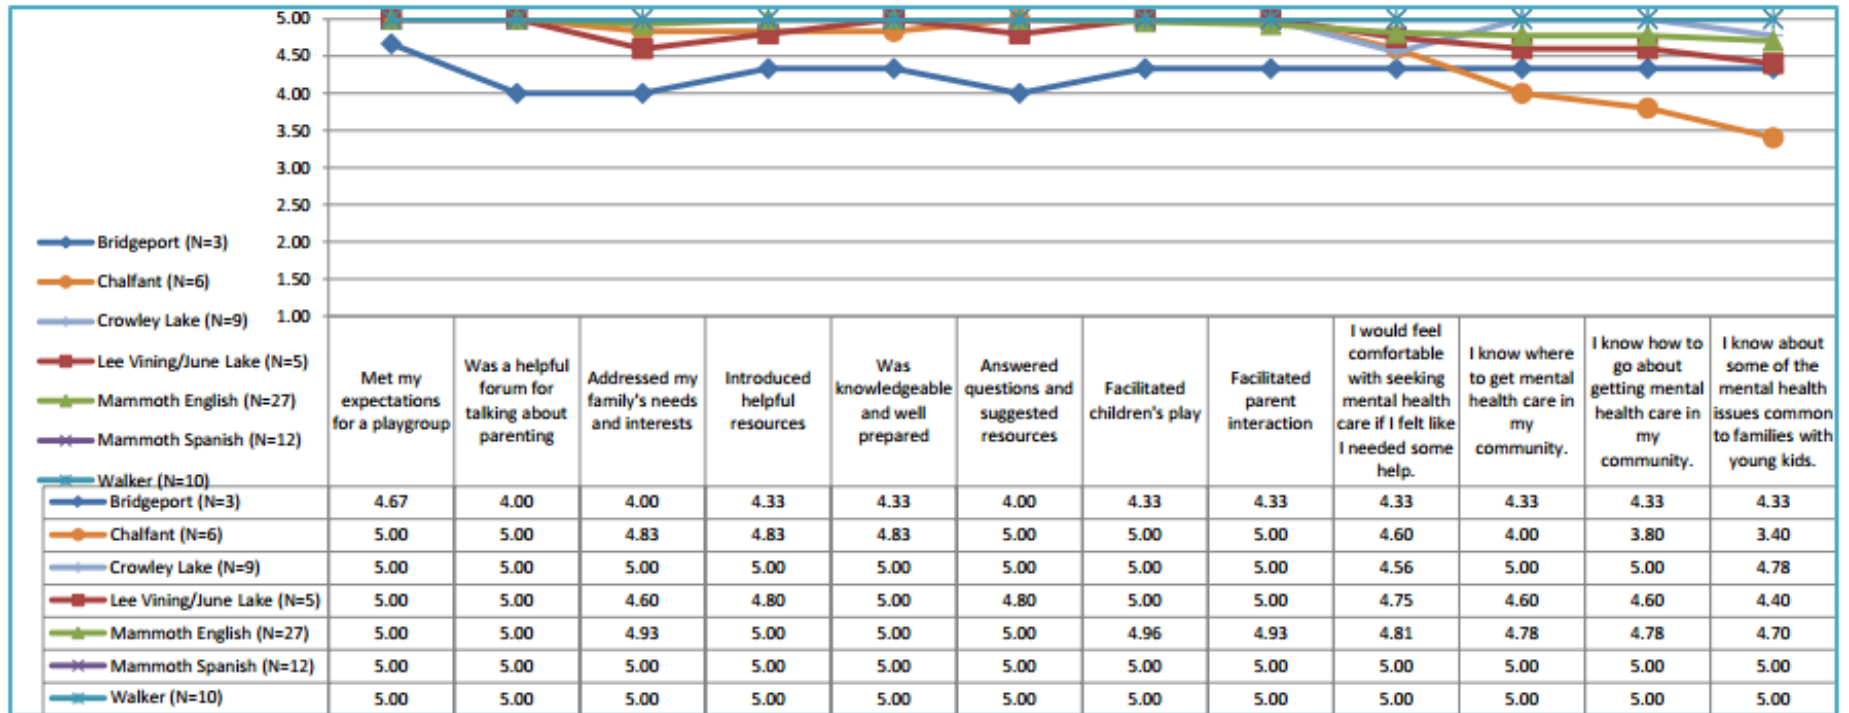 5.00
4.50
4.00
3.50
3.00
2.50
2.00
1.50
1.00
Bridgeport (N=3)
Chalfant (N=6)
Crowley Lake (N=9)
Lee Vining/June Lake (N=5)
Mammoth English (N=27)
Mammoth Spanish (N=12)
Walker (N=10)
Met my
expectations
for a playgroup
Was a helpful
forum for
talking about
parenting
Addressed my
family's needs
and interests
Introduced
helpful
resources
Was
knowledgeable
and well
prepared
Answered
questions and
suggested
resources
Facilitated
children's play
Facilitated
parent
interaction
I would feel
comfortable
with seeking
mental health
care if I felt like
I needed some
help.
I know where
to get mental
health care in
my
community.
I know how to
go about
getting mental
health care in
my
community.
I know about
some of the
mental health
issues common
to families with
young kids.
Bridgeport (N=3) 4.67 4.00 4.00 4.33 4.33 4.00 4.33 4.33 4.33 4.33 4.33 4.33
Chalfant (N=6) 5.00 5.00 4.83 4.83 4.83 5.00 5.00 5.00 4.60 4.00 3.80 3.40
Crowley Lake (N=9) 5.00 5.00 5.00 5.00 5.00 5.00 5.00 5.00 4.56 5.00 5.00 4.78
Lee Vining/June Lake (N=5) 5.00 5.00 4.60 4.80 5.00 4.80 5.00 5.00 4.75 4.60 4.60 4.40
Mammoth English (N=27) 5.00 5.00 4.93 5.00 5.00 5.00 4.96 4.93 4.81 4.78 4.78 4.70
Mammoth Spanish (N=12) 5.00 5.00 5.00 5.00 5.00 5.00 5.00 5.00 5.00 5.00 5.00 5.00
Walker (N=10) 5.00 5.00 5.00 5.00 5.00 5.00 5.00 5.00 5.00 5.00 5.00 5.00